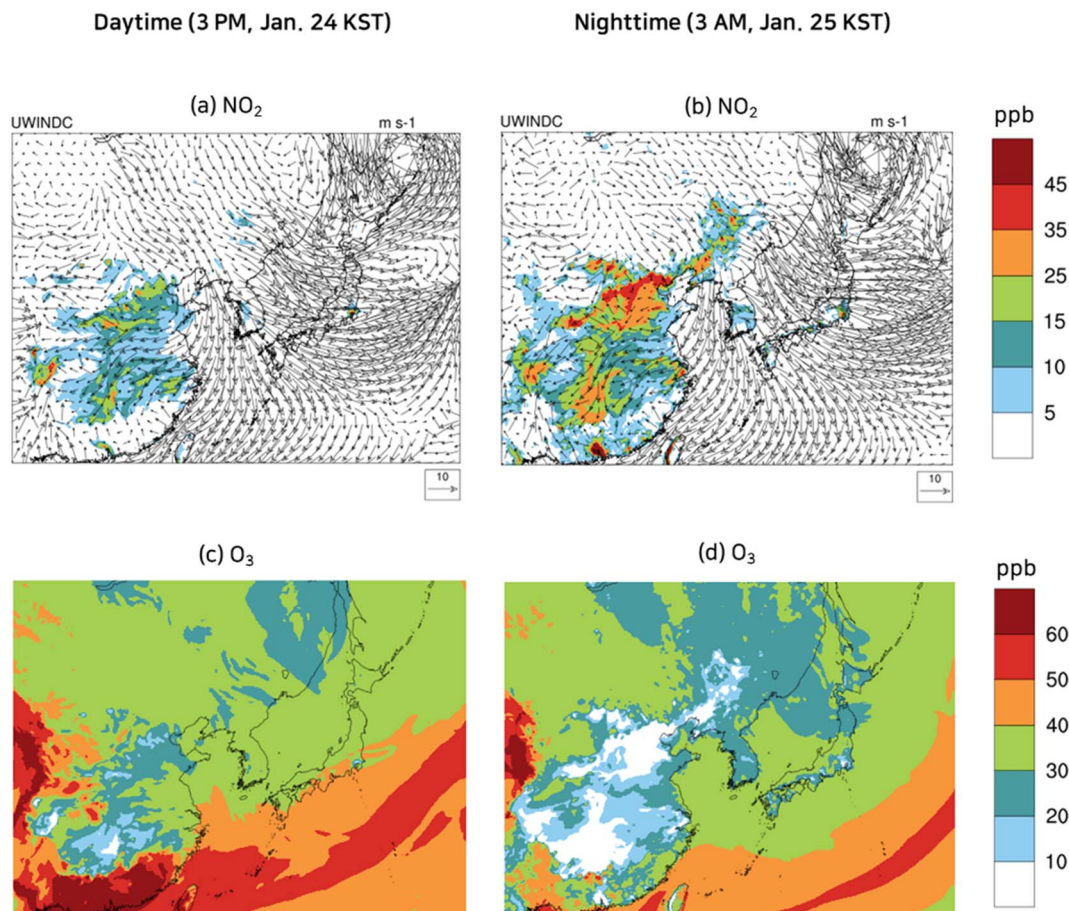 Daytime (3 PM, Jan. 24 KST)
Nighttime (3 AM, Jan. 25 KST)
(a) NO₂
(b) NO₂
UWINDC m s-1
UWINDC m s-1
ppb
45
35
25
15
10
5
10
10
(c) O₃
(d) O₃
ppb
60
50
40
30
20
10